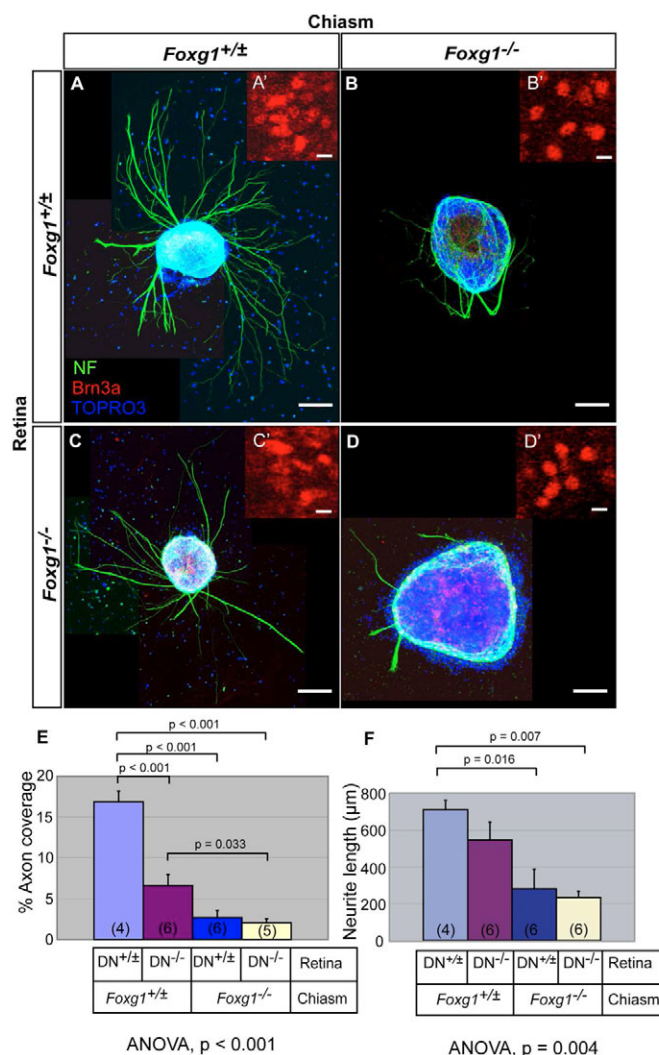 Chiasm
Foxg1+/± Foxg1-/-
Retina
Foxg1+/±
A A' B B'
NF
Brn3a
TOPRO3
Foxg1-/-
C C' D D'
E
p < 0.001
p < 0.001
p < 0.001
p = 0.033
% Axon coverage
20
15
10
5
0
(4) (6) (6) (5)
DN+/± DN-/- DN+/± DN-/- Retina
Foxg1+/± Foxg1-/- Chiasm
ANOVA, p < 0.001
F
p = 0.007
p = 0.016
Neurite length (µm)
800
600
400
200
0
(4) (6) (6 (6)
DN+/± DN-/- DN+/± DN-/- Retina
Foxg1+/± Foxg1-/- Chiasm
ANOVA, p = 0.004